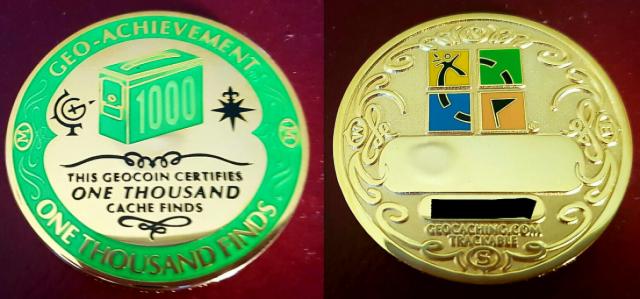 GEO-ACHIEVEMENT
1000
THIS GEOCOIN CERTIFIES
ONE THOUSAND
CACHE FINDS
ONE THOUSAND FINDS
GEOCACHING.COM
TRACKABLE
S